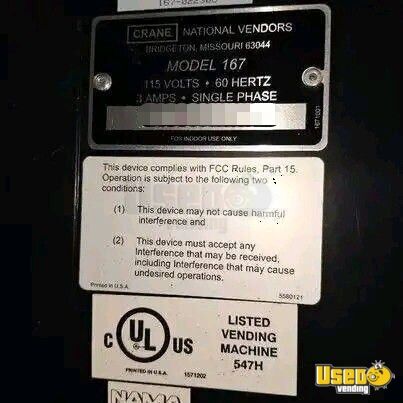 CRANE NATIONAL VENDORS
BRIDGETON, MISSOURI 63044
MODEL 167
115 VOLTS • 60 HERTZ
3 AMPS • SINGLE PHASE
FOR INDOOR USE ONLY
1671001
This device complies with FCC Rules, Part 15.
Operation is subject to the following two
conditions:
(1) This device may not cause harmful
interference and
(2) This device must accept any
Interference that may be received,
including Interference that may cause
undesired operations.
Printed in U.S.A.
5580121
C UL US
LISTED
VENDING
MACHINE
547H
PRINTED IN U.S.A. 1571202
NAMA
Used
vending